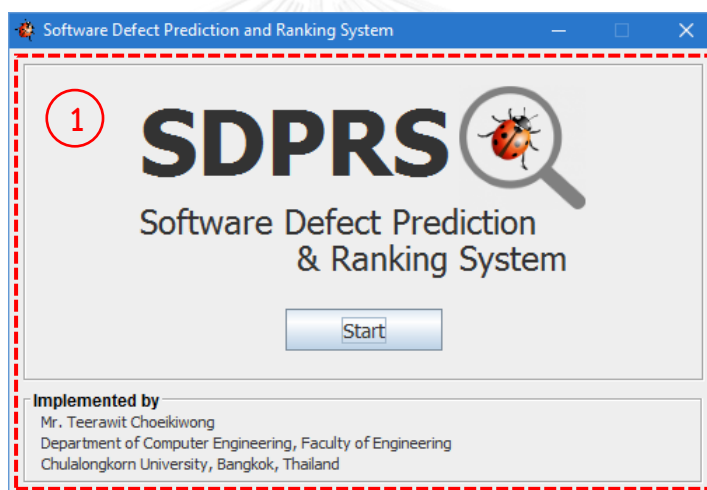 Software Defect Prediction and Ranking System
1
SDPRS
Software Defect Prediction
& Ranking System
Start
Implemented by
Mr. Teerawit Choeikiwong
Department of Computer Engineering, Faculty of Engineering
Chulalongkorn University, Bangkok, Thailand